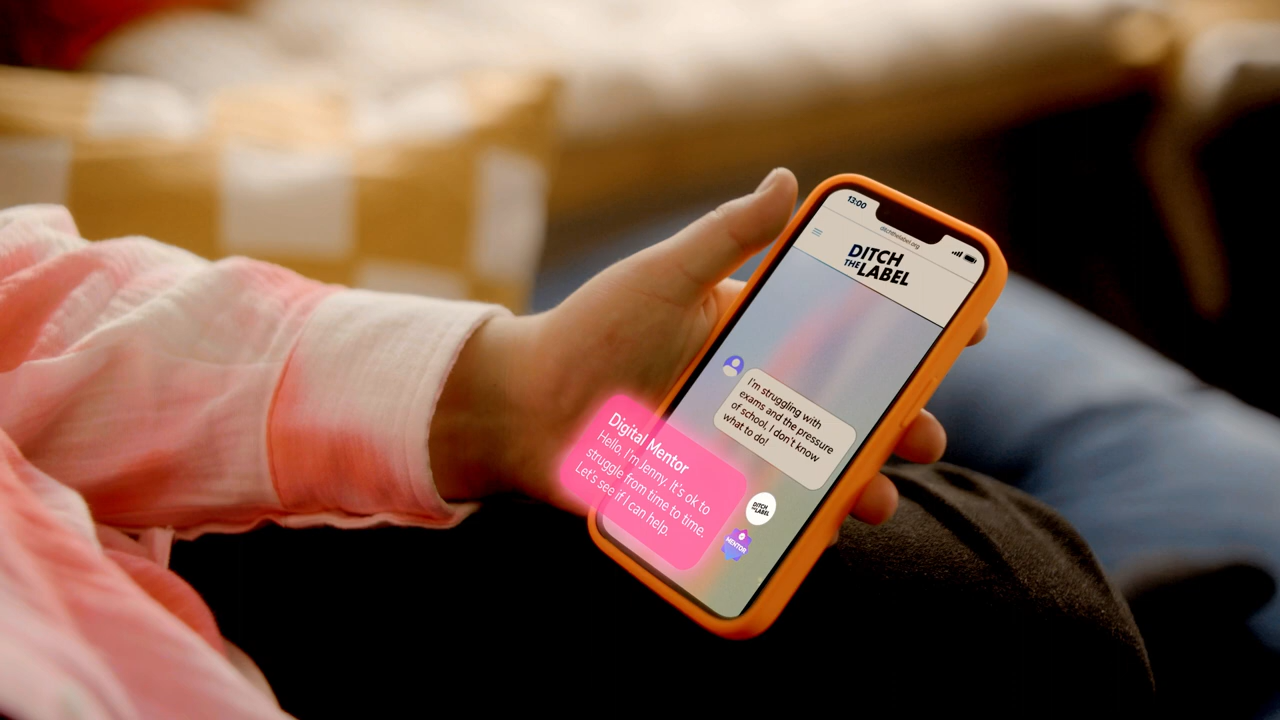 13:00
ditchthelabel.org
DITCH
THE LABEL
I'm struggling with
exams and the pressure
of school. I don't know
what to do!
Digital Mentor
Hello, I'm Jenny. It's ok to
struggle from time to time.
Let's see if I can help.
DITCH
THE LABEL
MENTOR